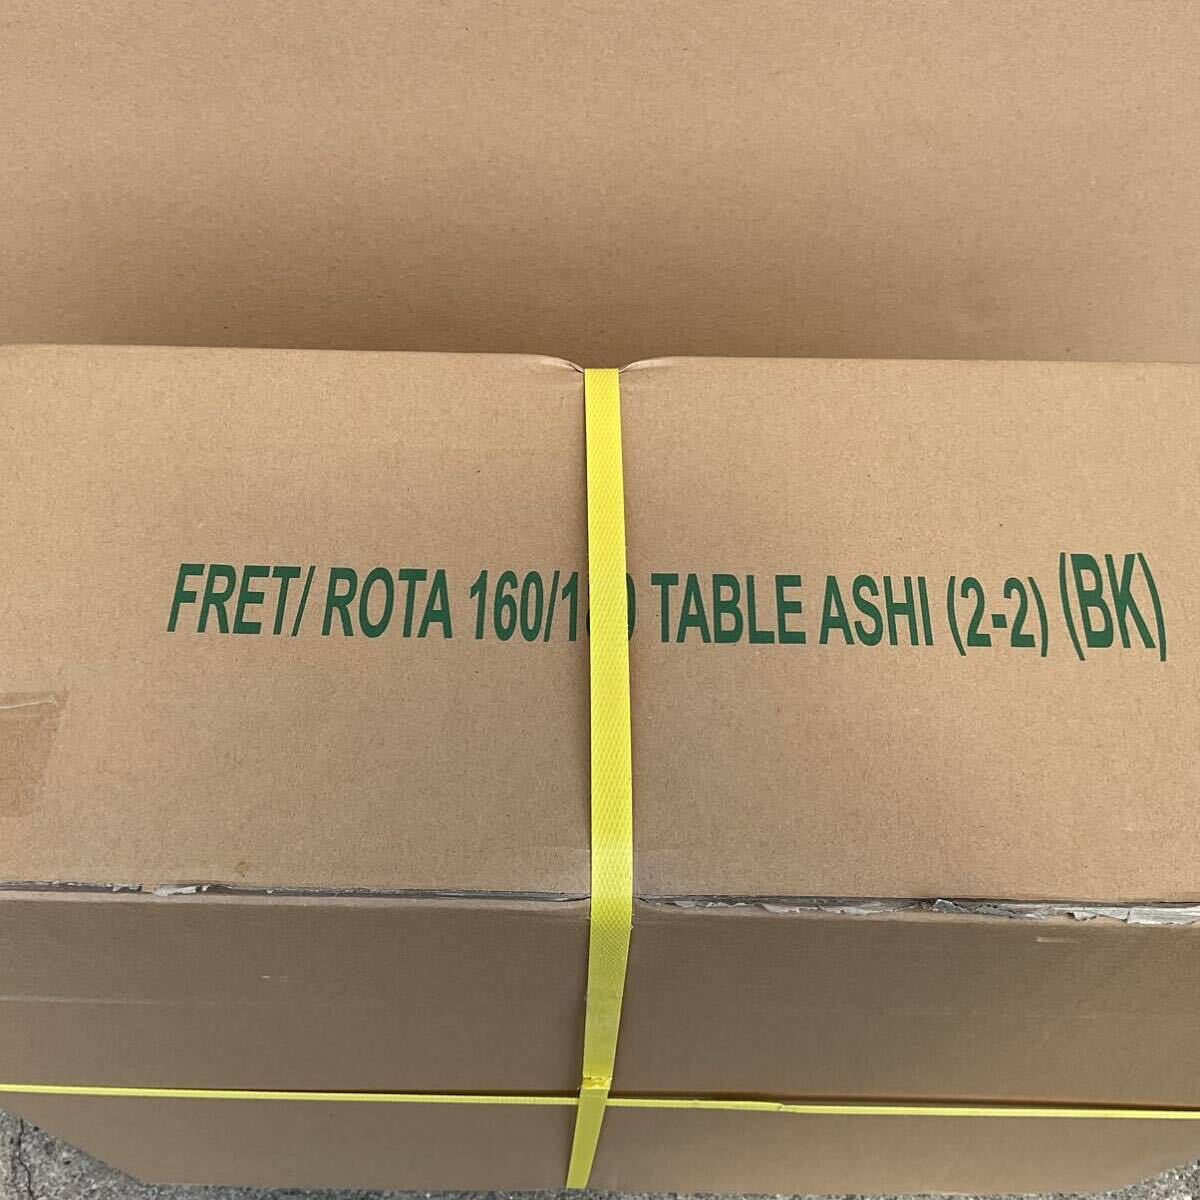 FRET/ ROTA TABLE ASHI (2-2) (BK)